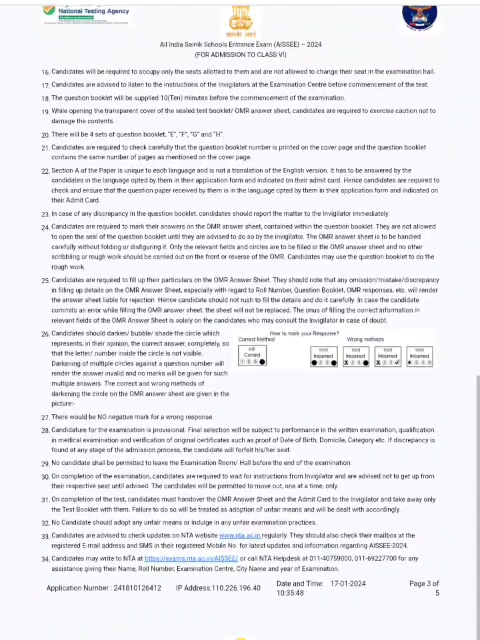 National Testing Agency
All India Sainik Schools Entrance Exam (AISSEE) – 2024
(FOR ADMISSION TO CLASS VI)
16. Candidates will be required to occupy only the seats allotted to them and are not allowed to change their seat in the examination hall.
17. Candidates are advised to listen to the instructions of the Invigilators at the Examination Centre before commencement of the test.
18. The question booklet will be supplied 10(Ten) minutes before the commencement of the examination.
19. While opening the transparent cover of the sealed test booklet/ OMR answer sheet, candidates are required to exercise caution not to
damage the contents.
20. There will be 4 sets of question booklet, "E", "F", "G" and "H".
21. Candidates are required to check carefully that the question booklet number is printed on the cover page and the question booklet
contains the same number of pages as mentioned on the cover page.
22. Section A of the Paper is unique to each language and is not a translation of the English version. It has to be answered by the
candidates in the language opted by them in their application form and indicated on their admit card. Hence candidates are required to
check and ensure that the question paper received by them is in the language opted by them in their application form and indicated on
their Admit Card.
23. In case of any discrepancy in the question booklet, candidates should report the matter to the Invigilator immediately.
24. Candidates are required to mark their answers on the OMR answer sheet, contained within the question booklet. They are not allowed
to open the seal of the question booklet until they are advised to do so by the invigilator. The OMR answer sheet is to be handled
carefully without folding or disfiguring it. Only the relevant fields and circles are to be filled in the OMR answer sheet and no other
scribbling or rough work should be carried out on the front or reverse of the OMR. Candidates may use the question booklet to do the
rough work.
25. Candidates are required to fill up their particulars on the OMR Answer Sheet. They should note that any omission/mistake/discrepancy
in filling up details on the OMR Answer Sheet, especially with regard to Roll Number, Question Booklet, OMR responses, etc. will render
the answer sheet liable for rejection. Hence candidate should not rush to fill the details and do it carefully. In case the candidate
commits an error while filling the OMR answer sheet, the sheet will not be replaced. The onus of filling the correct information in
relevant fields of the OMR Answer Sheet is solely on the candidates who may consult the Invigilator in case of doubt.
26. Candidates should darken/ bubble/ shade the circle which
represents, in their opinion, the correct answer, completely, so
that the letter/ number inside the circle is not visible.
Darkening of multiple circles against a question number will
render the answer invalid and no marks will be given for such
multiple answers. The correct and wrong methods of
darkening the circle on the OMR answer sheet are given in the
picture:-
How to mark your Response?
Correct Method Wrong methods
Correct Incorrect Incorrect Incorrect Incorrect
27. There would be NO negative mark for a wrong response.
28. Candidature for the examination is provisional. Final selection will be subject to performance in the written examination, qualification
in medical examination and verification of original certificates such as proof of Date of Birth, Domicile, Category etc. If discrepancy is
found at any stage of the admission process, the candidate will forfeit his/her seat.
29. No candidate shall be permitted to leave the Examination Room/ Hall before the end of the examination.
30. On completion of the examination, candidates are required to wait for instructions from Invigilator and are advised not to get up from
their respective seat until advised. The candidates will be permitted to move out, one at a time, only.
31. On completion of the test, candidates must handover the OMR Answer Sheet and the Admit Card to the Invigilator and take away only
the Test Booklet with them. Failure to do so will be treated as adoption of unfair means and will be dealt with accordingly.
32. No Candidate should adopt any unfair means or indulge in any unfair examination practices.
33. Candidates are advised to check updates on NTA website www.nta.ac.in regularly. They should also check their mailbox at the
registered E-mail address and SMS in their registered Mobile No. for latest updates and information regarding AISSEE-2024.
34. Candidates may write to NTA at https://exams.nta.ac.in/AISSEE/ or call NTA Helpdesk at 011-40759000, 011-69227700 for any
assistance giving their Name, Roll Number, Examination Centre, City Name and year of Examination.
Application Number : 241810126412 IP Address:110.226.196.40 Date and Time: 17-01-2024 Page 3 of
10:35:48 5